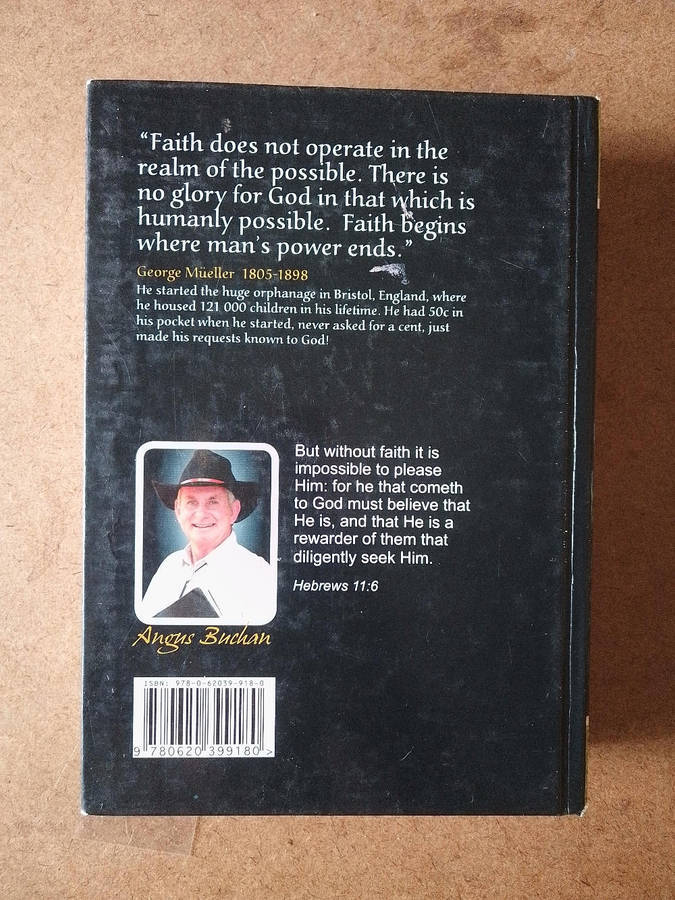 “Faith does not operate in the
realm of the possible. There is
no glory for God in that which is
humanly possible.  Faith begins
where man’s power ends.”
George Müeller  1805-1898
He started the huge orphanage in Bristol, England, where
he housed 121 000 children in his lifetime. He had 50c in
his pocket when he started, never asked for a cent, just
made his requests known to God!
But without faith it is
impossible to please
Him: for he that cometh
to God must believe that
He is, and that He is a
rewarder of them that
diligently seek Him.
Hebrews 11:6
Angus Buchan
ISBN: 978-0-62039-918-0
9 780620 399180>